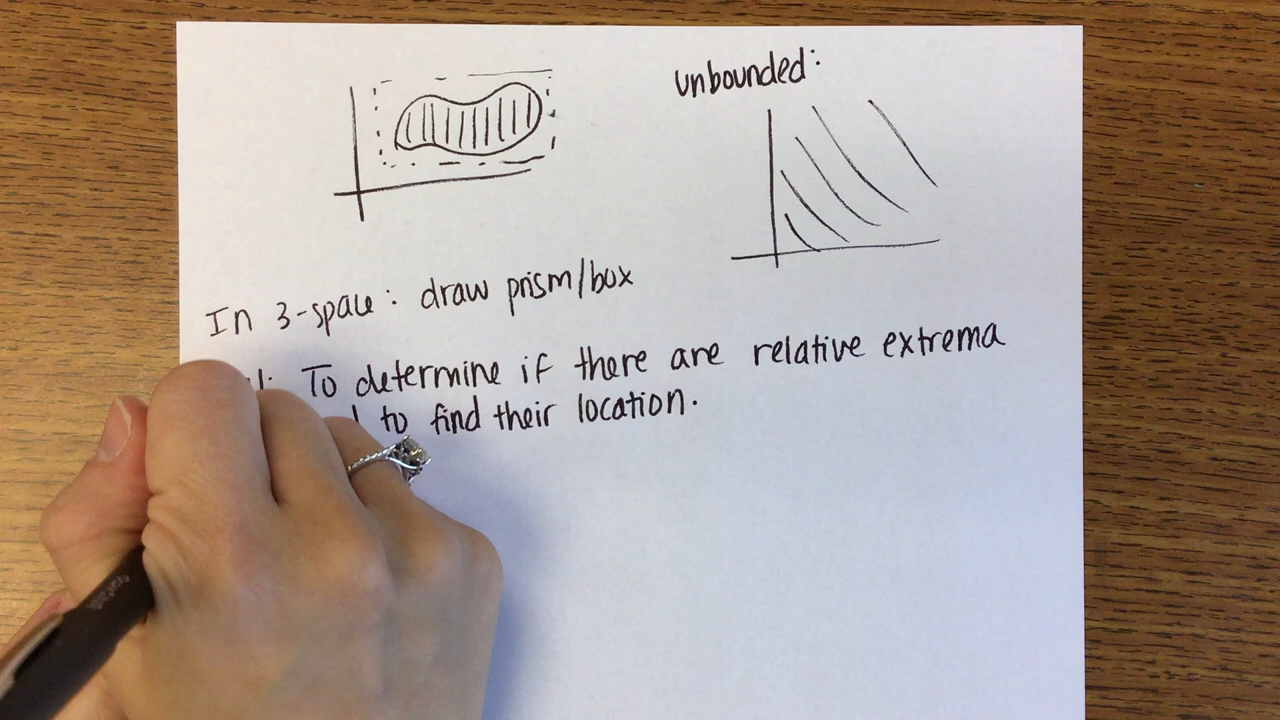 unbounded:
In 3-space: draw prism/box
To determine if there are relative extrema
to find their location.